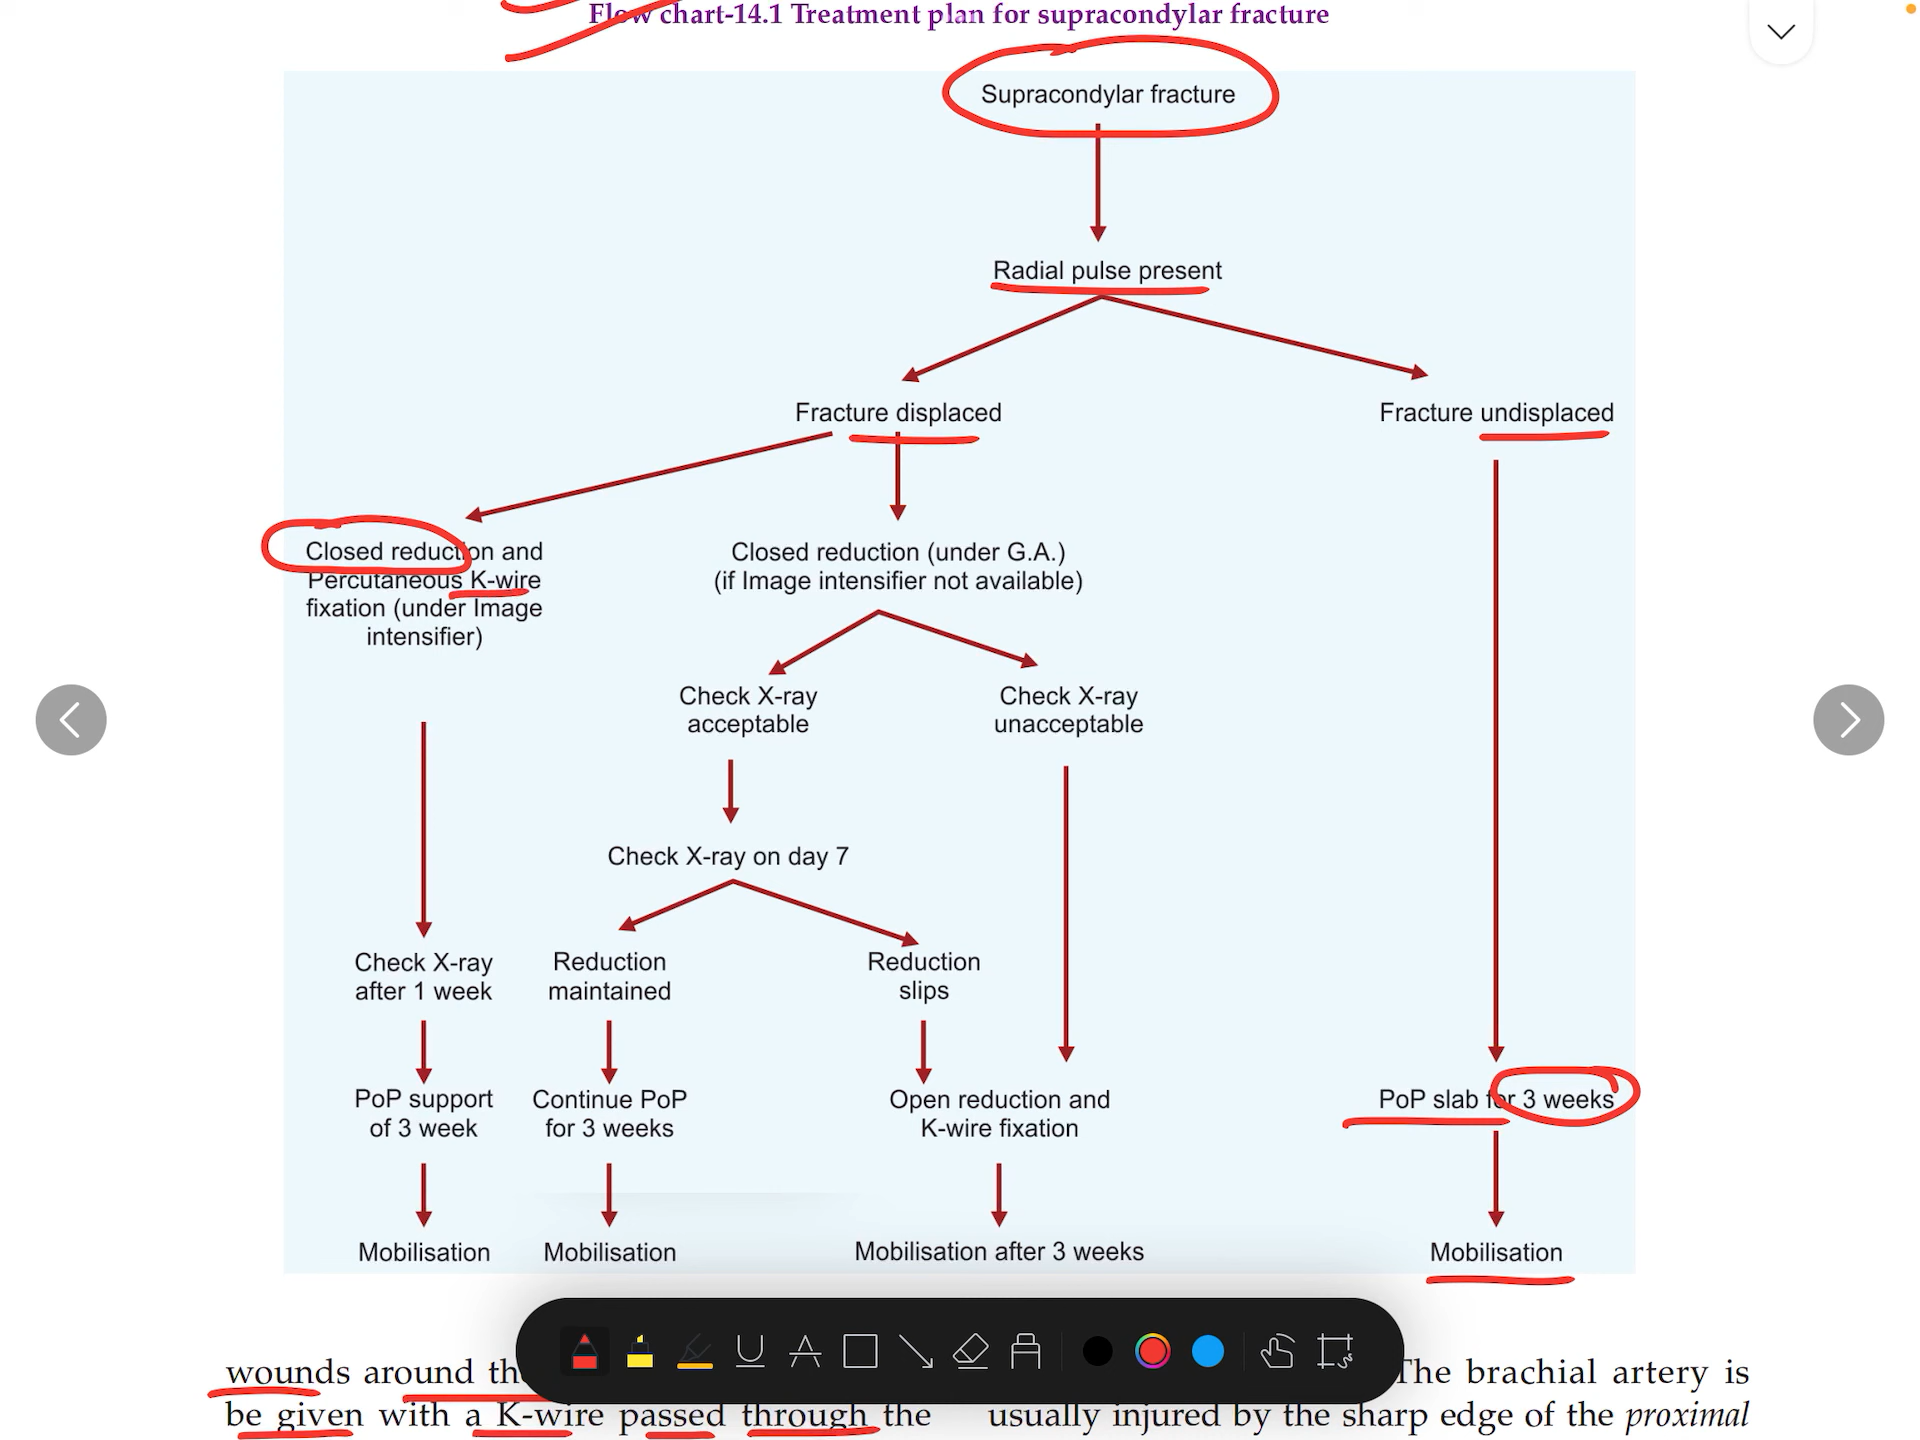 Flow chart-14.1 Treatment plan for supracondylar fracture
Supracondylar fracture
Radial pulse present
Fracture displaced
Fracture undisplaced
Closed reduction and
Percutaneous K-wire
fixation (under Image
intensifier)
Closed reduction (under G.A.)
(if Image intensifier not available)
Check X-ray
acceptable
Check X-ray
unacceptable
Check X-ray on day 7
Check X-ray
after 1 week
Reduction
maintained
Reduction
slips
PoP support
of 3 week
Continue PoP
for 3 weeks
Open reduction and
K-wire fixation
PoP slab for 3 weeks
Mobilisation
Mobilisation
Mobilisation after 3 weeks
Mobilisation
wounds around
be given with a K-wire passed through the
The brachial artery is
usually injured by the sharp edge of the proximal